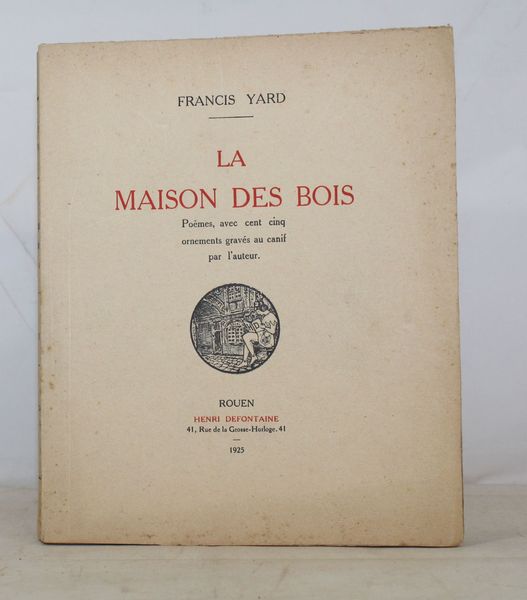 FRANCIS YARD
LA
MAISON DES BOIS
Poèmes, avec cent cinq
ornements gravés au canif
par l'auteur.
ROUEN
HENRI DEFONTAINE
41, Rue de la Grosse-Horloge, 41
1925